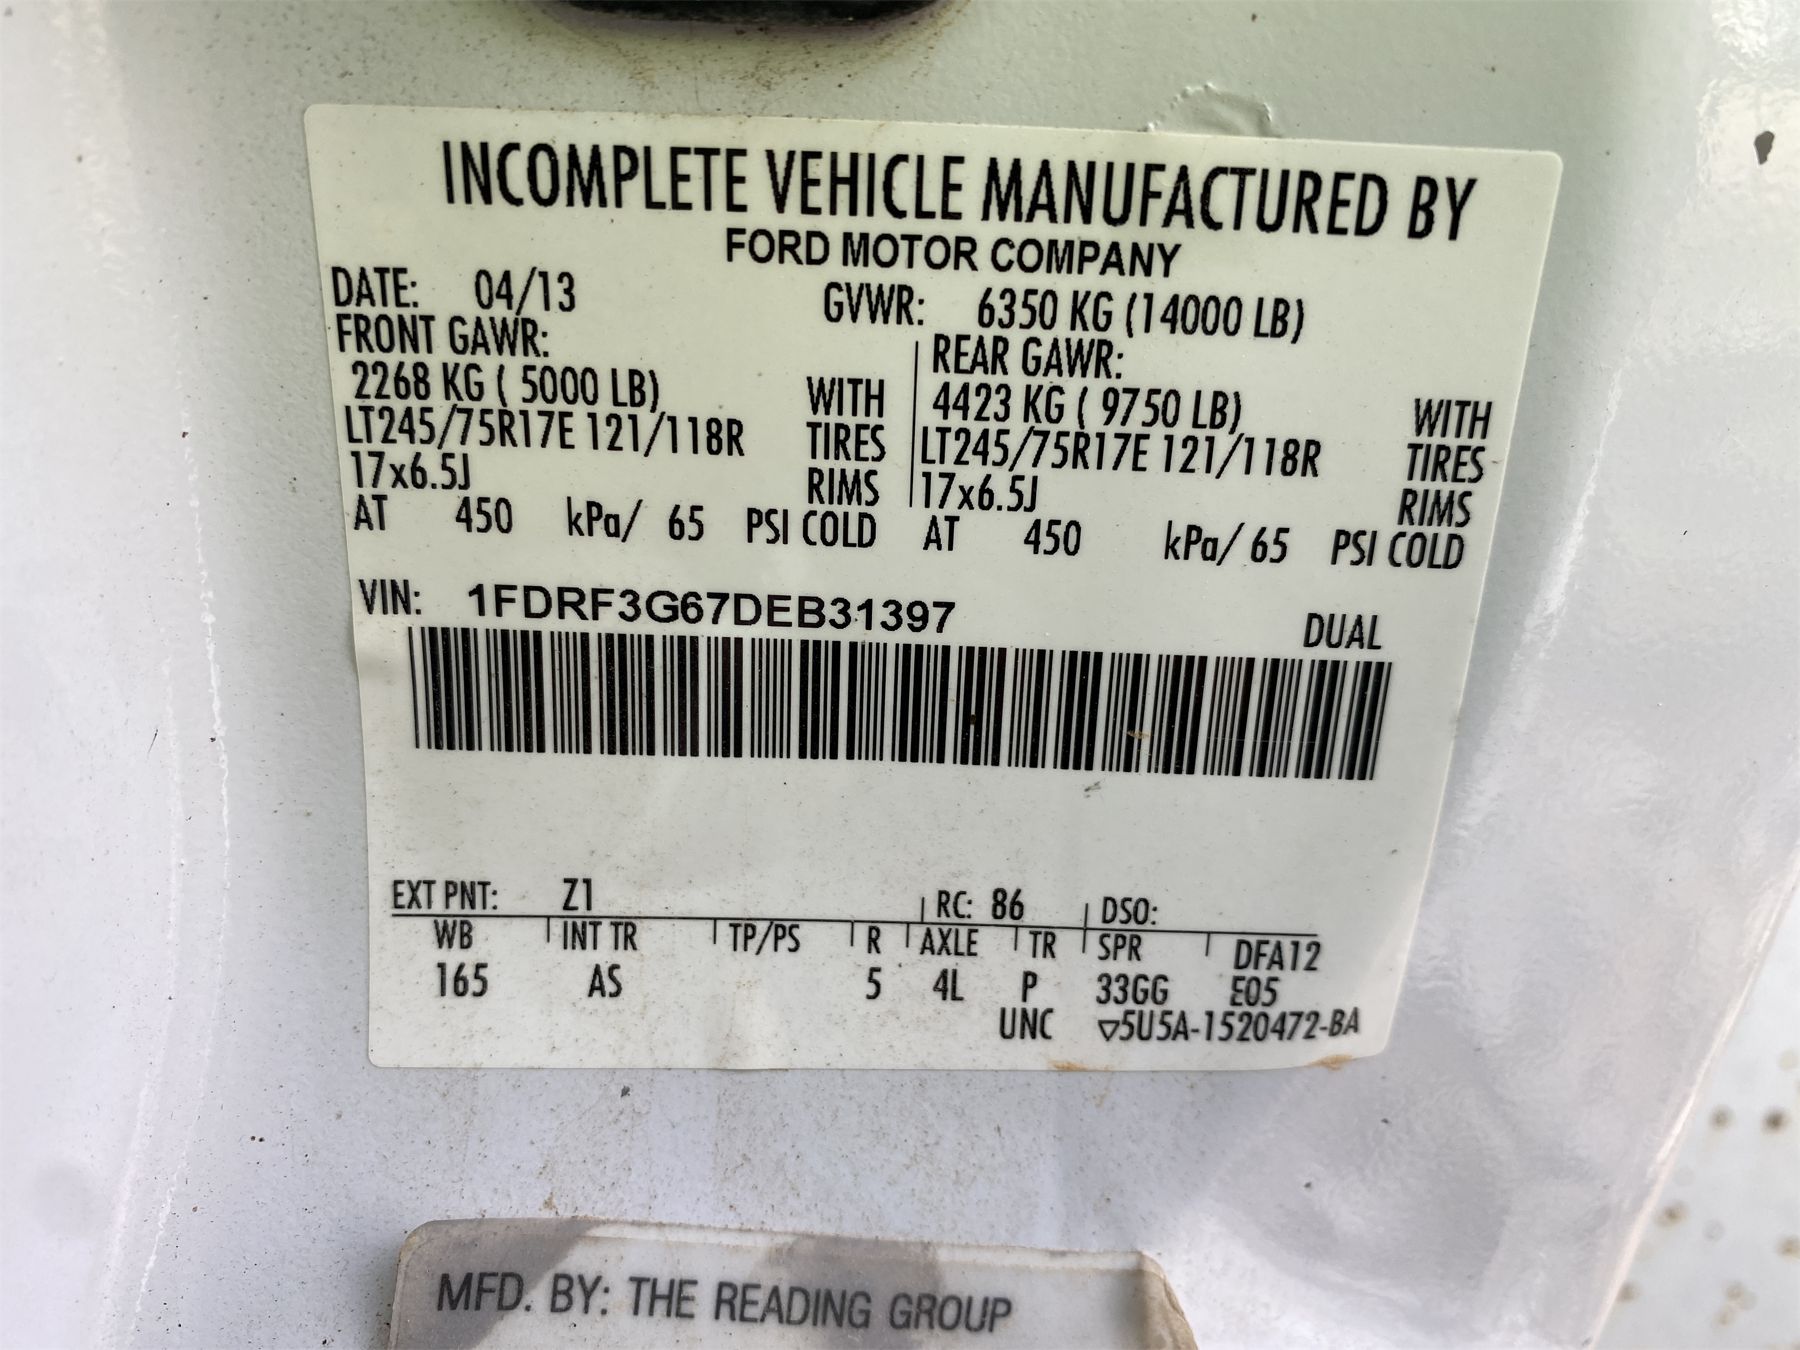 INCOMPLETE VEHICLE MANUFACTURED BY
FORD MOTOR COMPANY
DATE: 04/13 GVWR: 6350 KG (14000 LB)
FRONT GAWR: REAR GAWR:
2268 KG ( 5000 LB) WITH 4423 KG ( 9750 LB) WITH
LT245/75R17E 121/118R TIRES LT245/75R17E 121/118R TIRES
17x6.5J RIMS 17x6.5J RIMS
AT 450 kPa/ 65 PSI COLD AT 450 kPa/ 65 PSI COLD
VIN: 1FDRF3G67DEB31397 DUAL
EXT PNT: Z1 RC: 86 DSO:
WB INT TR TP/PS R AXLE TR SPR DFA12
165 AS 5 4L P 33GG E05
UNC ▽5U5A-1520472-BA
MFD. BY: THE READING GROUP